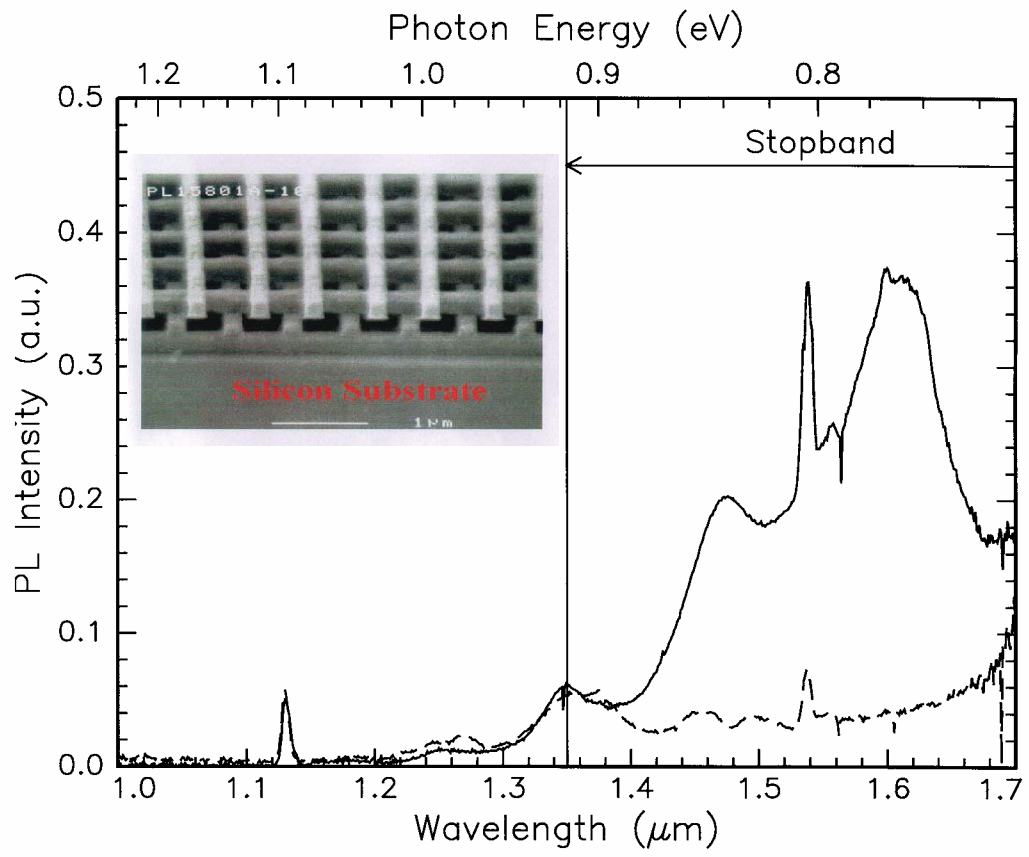 Photon Energy (eV)
1.2 1.1 1.0 0.9 0.8
0.5
0.4
0.3
0.2
0.1
0.0
PL Intensity (a.u.)
Stopband
Silicon Substrate
1 µm
1.0 1.1 1.2 1.3 1.4 1.5 1.6 1.7
Wavelength (μm)